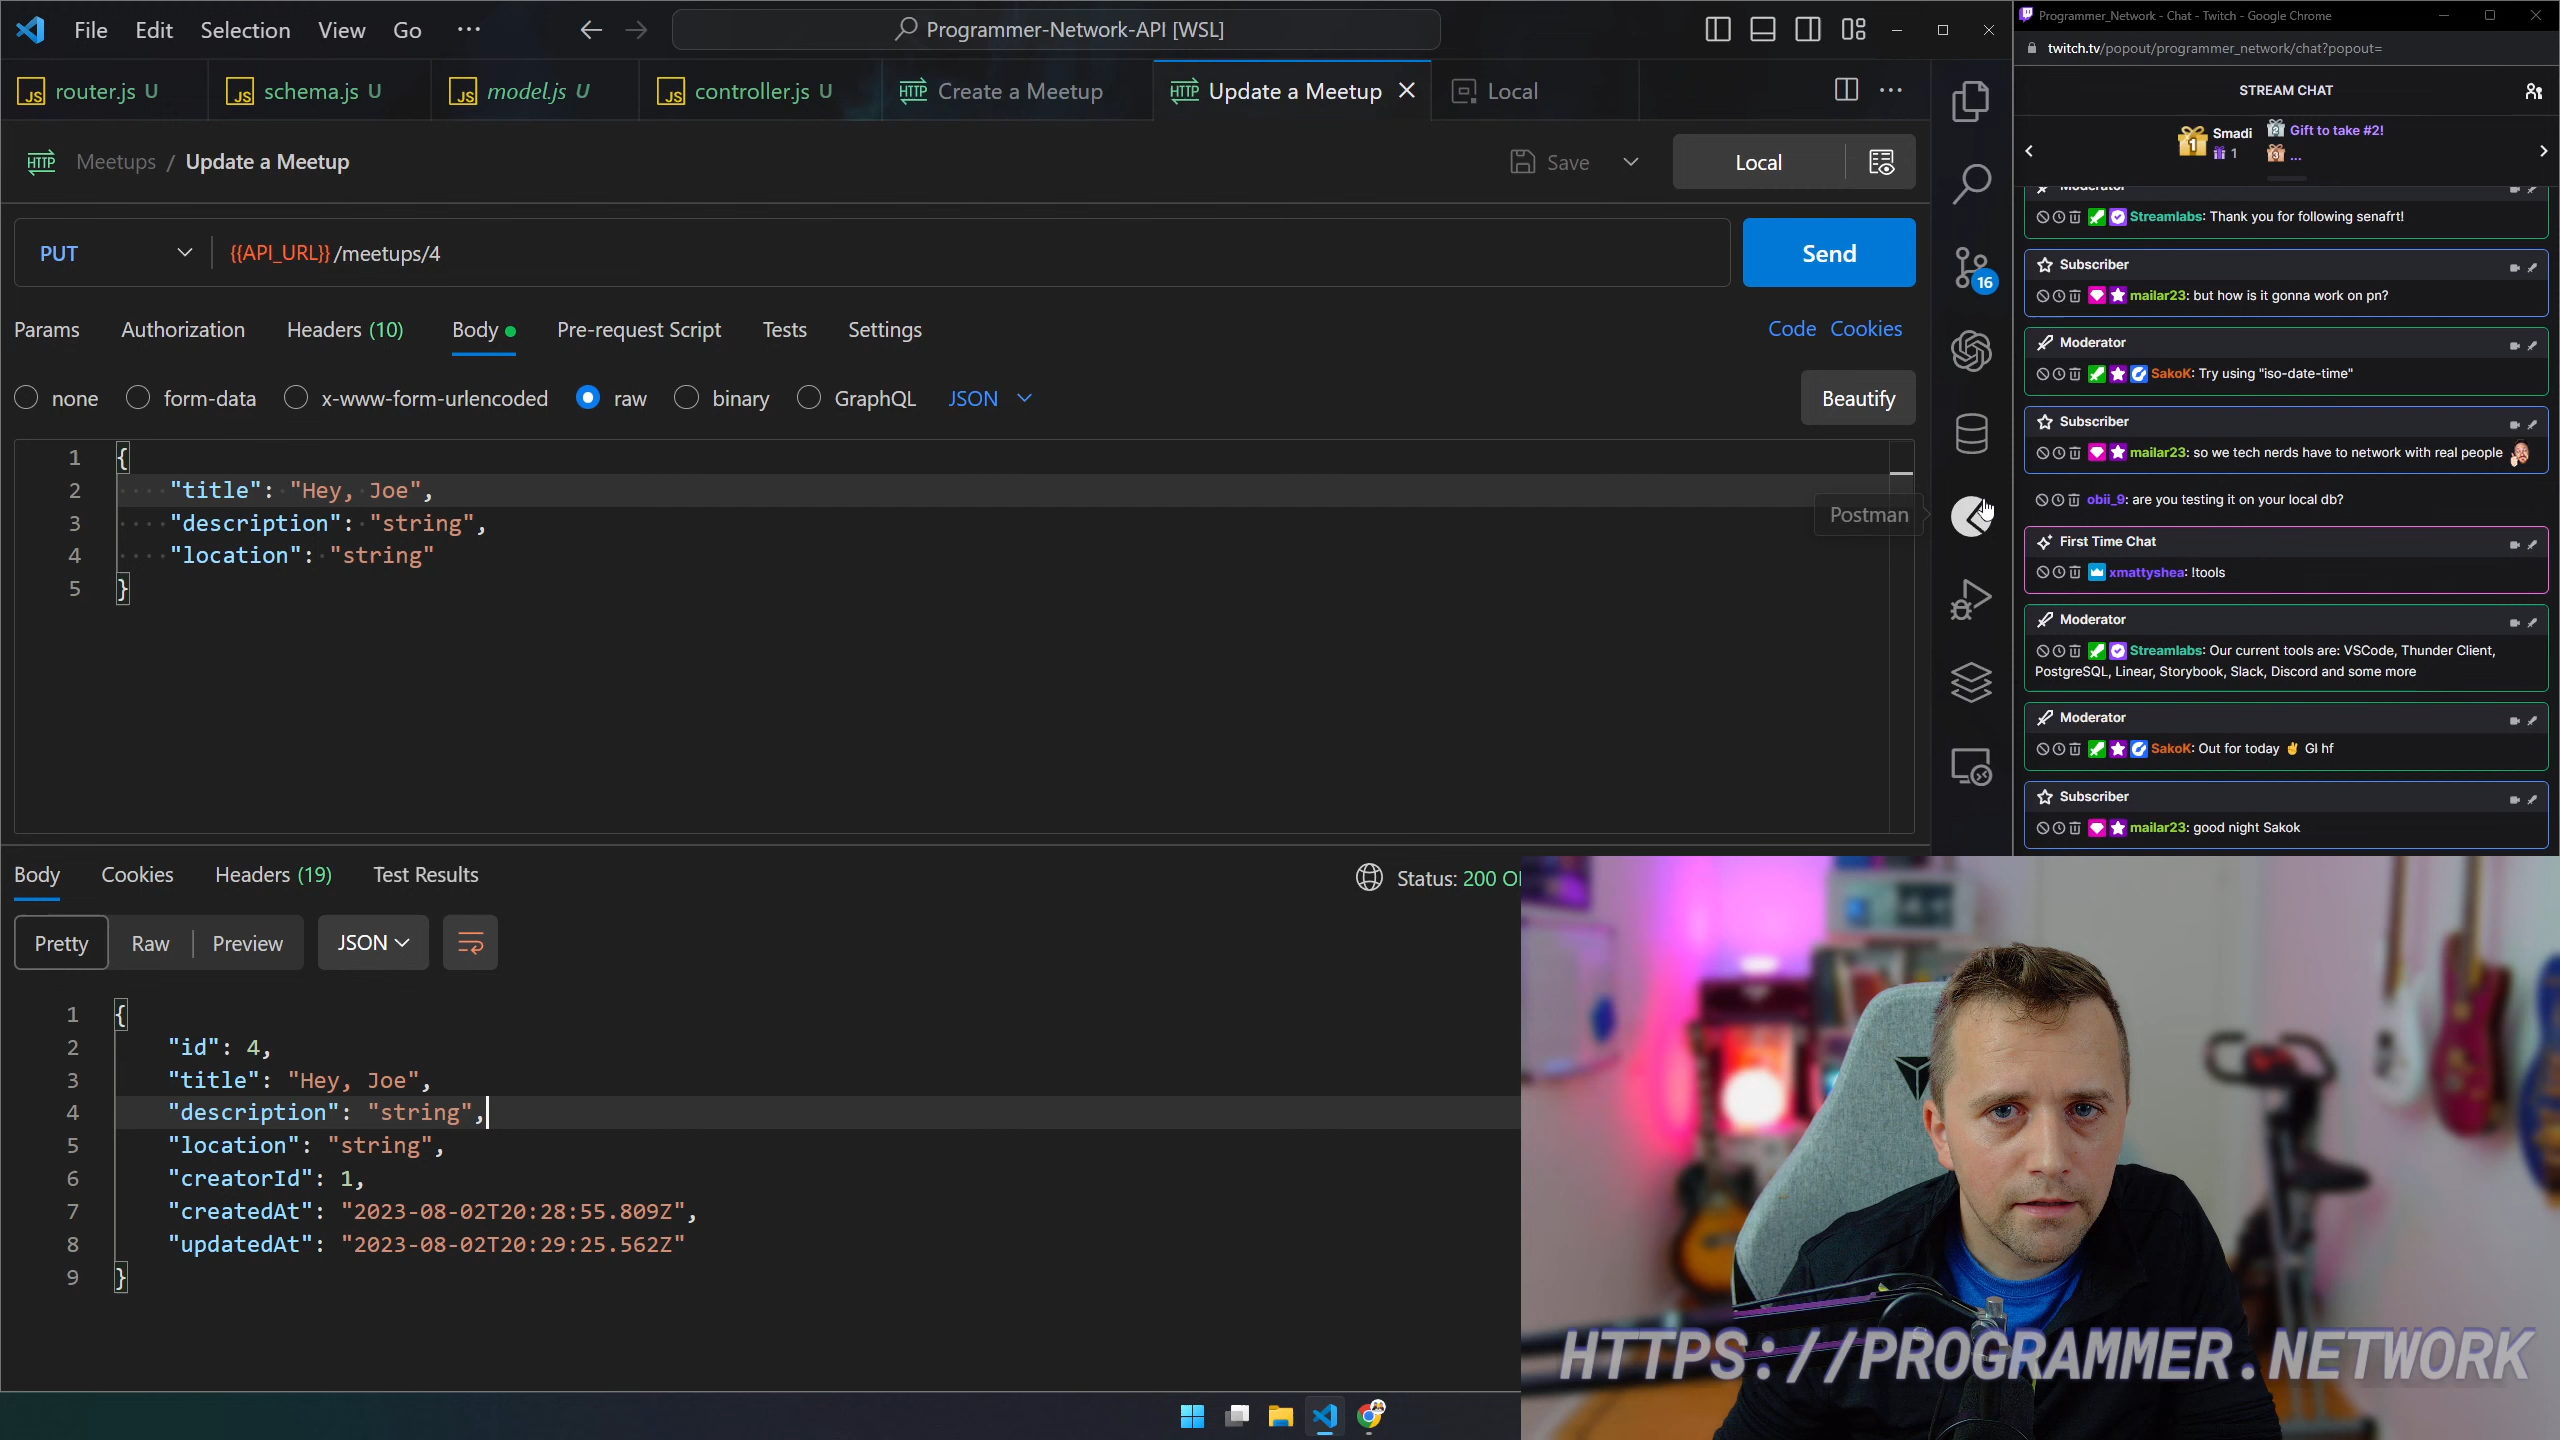 File Edit Selection View Go ···
Programmer-Network-API [WSL]
router.js U
schema.js U
model.js U
controller.js U
HTTP Create a Meetup
HTTP Update a Meetup
Local
HTTP Meetups / Update a Meetup
Save
Local
PUT
{{API_URL}}/meetups/4
Send
Params Authorization Headers (10) Body Pre-request Script Tests Settings
Code Cookies
none form-data x-www-form-urlencoded raw binary GraphQL JSON
Beautify
1 {
2 "title": "Hey, Joe",
3 "description": "string",
4 "location": "string"
5 }
Postman
16
Body Cookies Headers (19) Test Results
Status: 200
Pretty Raw Preview JSON
1 {
2 "id": 4,
3 "title": "Hey, Joe",
4 "description": "string",
5 "location": "string",
6 "creatorId": 1,
7 "createdAt": "2023-08-02T20:28:55.809Z",
8 "updatedAt": "2023-08-02T20:29:25.562Z"
9 }
Programmer_Network - Chat - Twitch - Google Chrome
twitch.tv/popout/programmer_network/chat?popout=
STREAM CHAT
1 Smadi
1
2 Gift to take #2!
3 ...
Moderator
Streamlabs: Thank you for following senafrt!
Subscriber
mailar23: but how is it gonna work on pn?
Moderator
SakoK: Try using "iso-date-time"
Subscriber
mailar23: so we tech nerds have to network with real people
obii_9: are you testing it on your local db?
First Time Chat
xmattyshea: !tools
Moderator
Streamlabs: Our current tools are: VSCode, Thunder Client,
PostgreSQL, Linear, Storybook, Slack, Discord and some more
Moderator
SakoK: Out for today ✌ Gl hf
Subscriber
mailar23: good night Sakok
HTTPS://PROGRAMMER.NETWORK